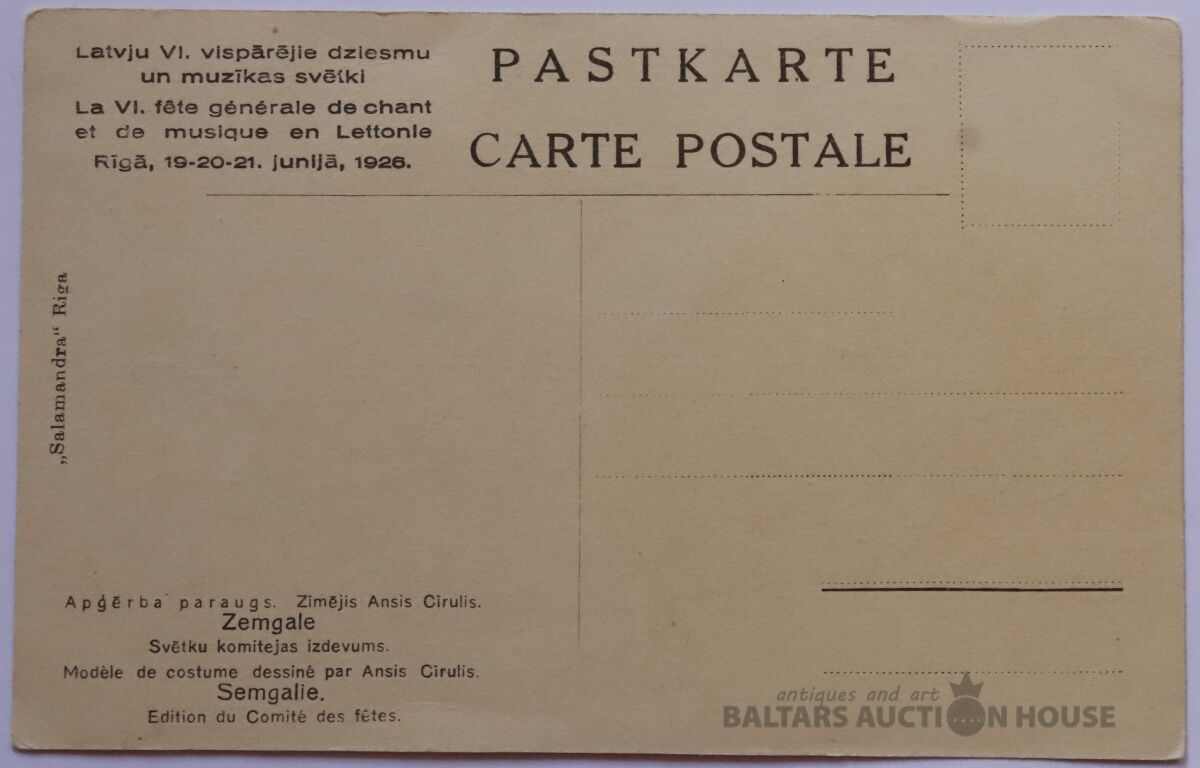 Latvju VI. vispārējie dziesmu
un muzīkas svētki
La VI. fête générale de chant
et de musique en Lettonie
Rīgā, 19-20-21. junijā, 1926.
PASTKARTE
CARTE POSTALE
„Salamandra“ Riga
Apģērba paraugs. Zīmējis Ansis Cīrulis.
Zemgale
Svētku komitejas izdevums.
Modèle de costume dessiné par Ansis Cīrulis.
Semgalie.
Edition du Comité des fêtes.
antiques and art
BALTARS AUCTION HOUSE